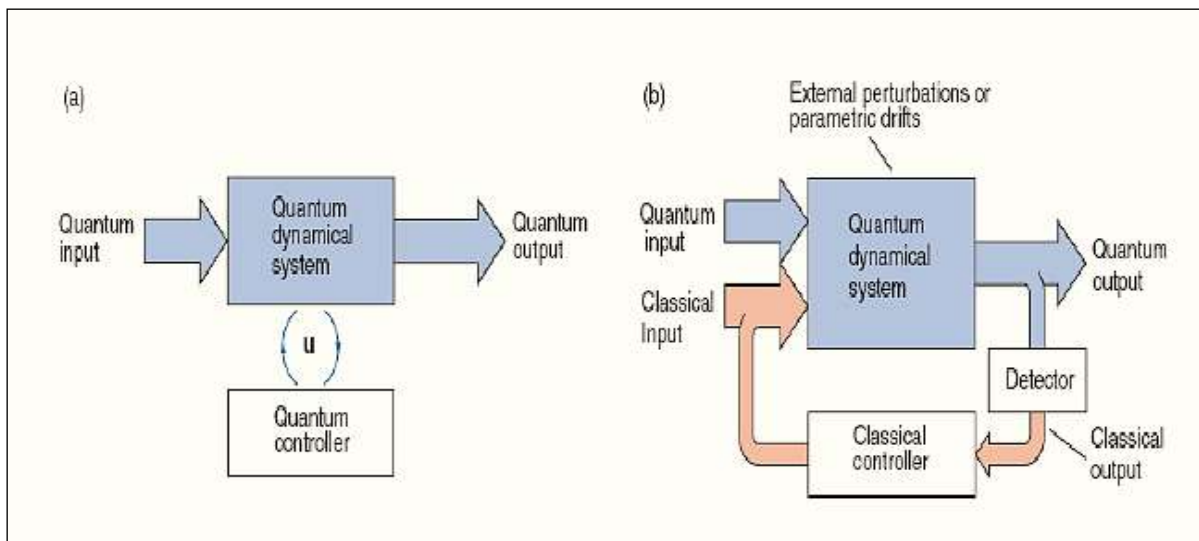 (a)
Quantum
input
Quantum
dynamical
system
Quantum
output
u
Quantum
controller
(b)
External perturbations or
parametric drifts
Quantum
input
Classical
Input
Quantum
dynamical
system
Quantum
output
Detector
Classical
controller
Classical
output